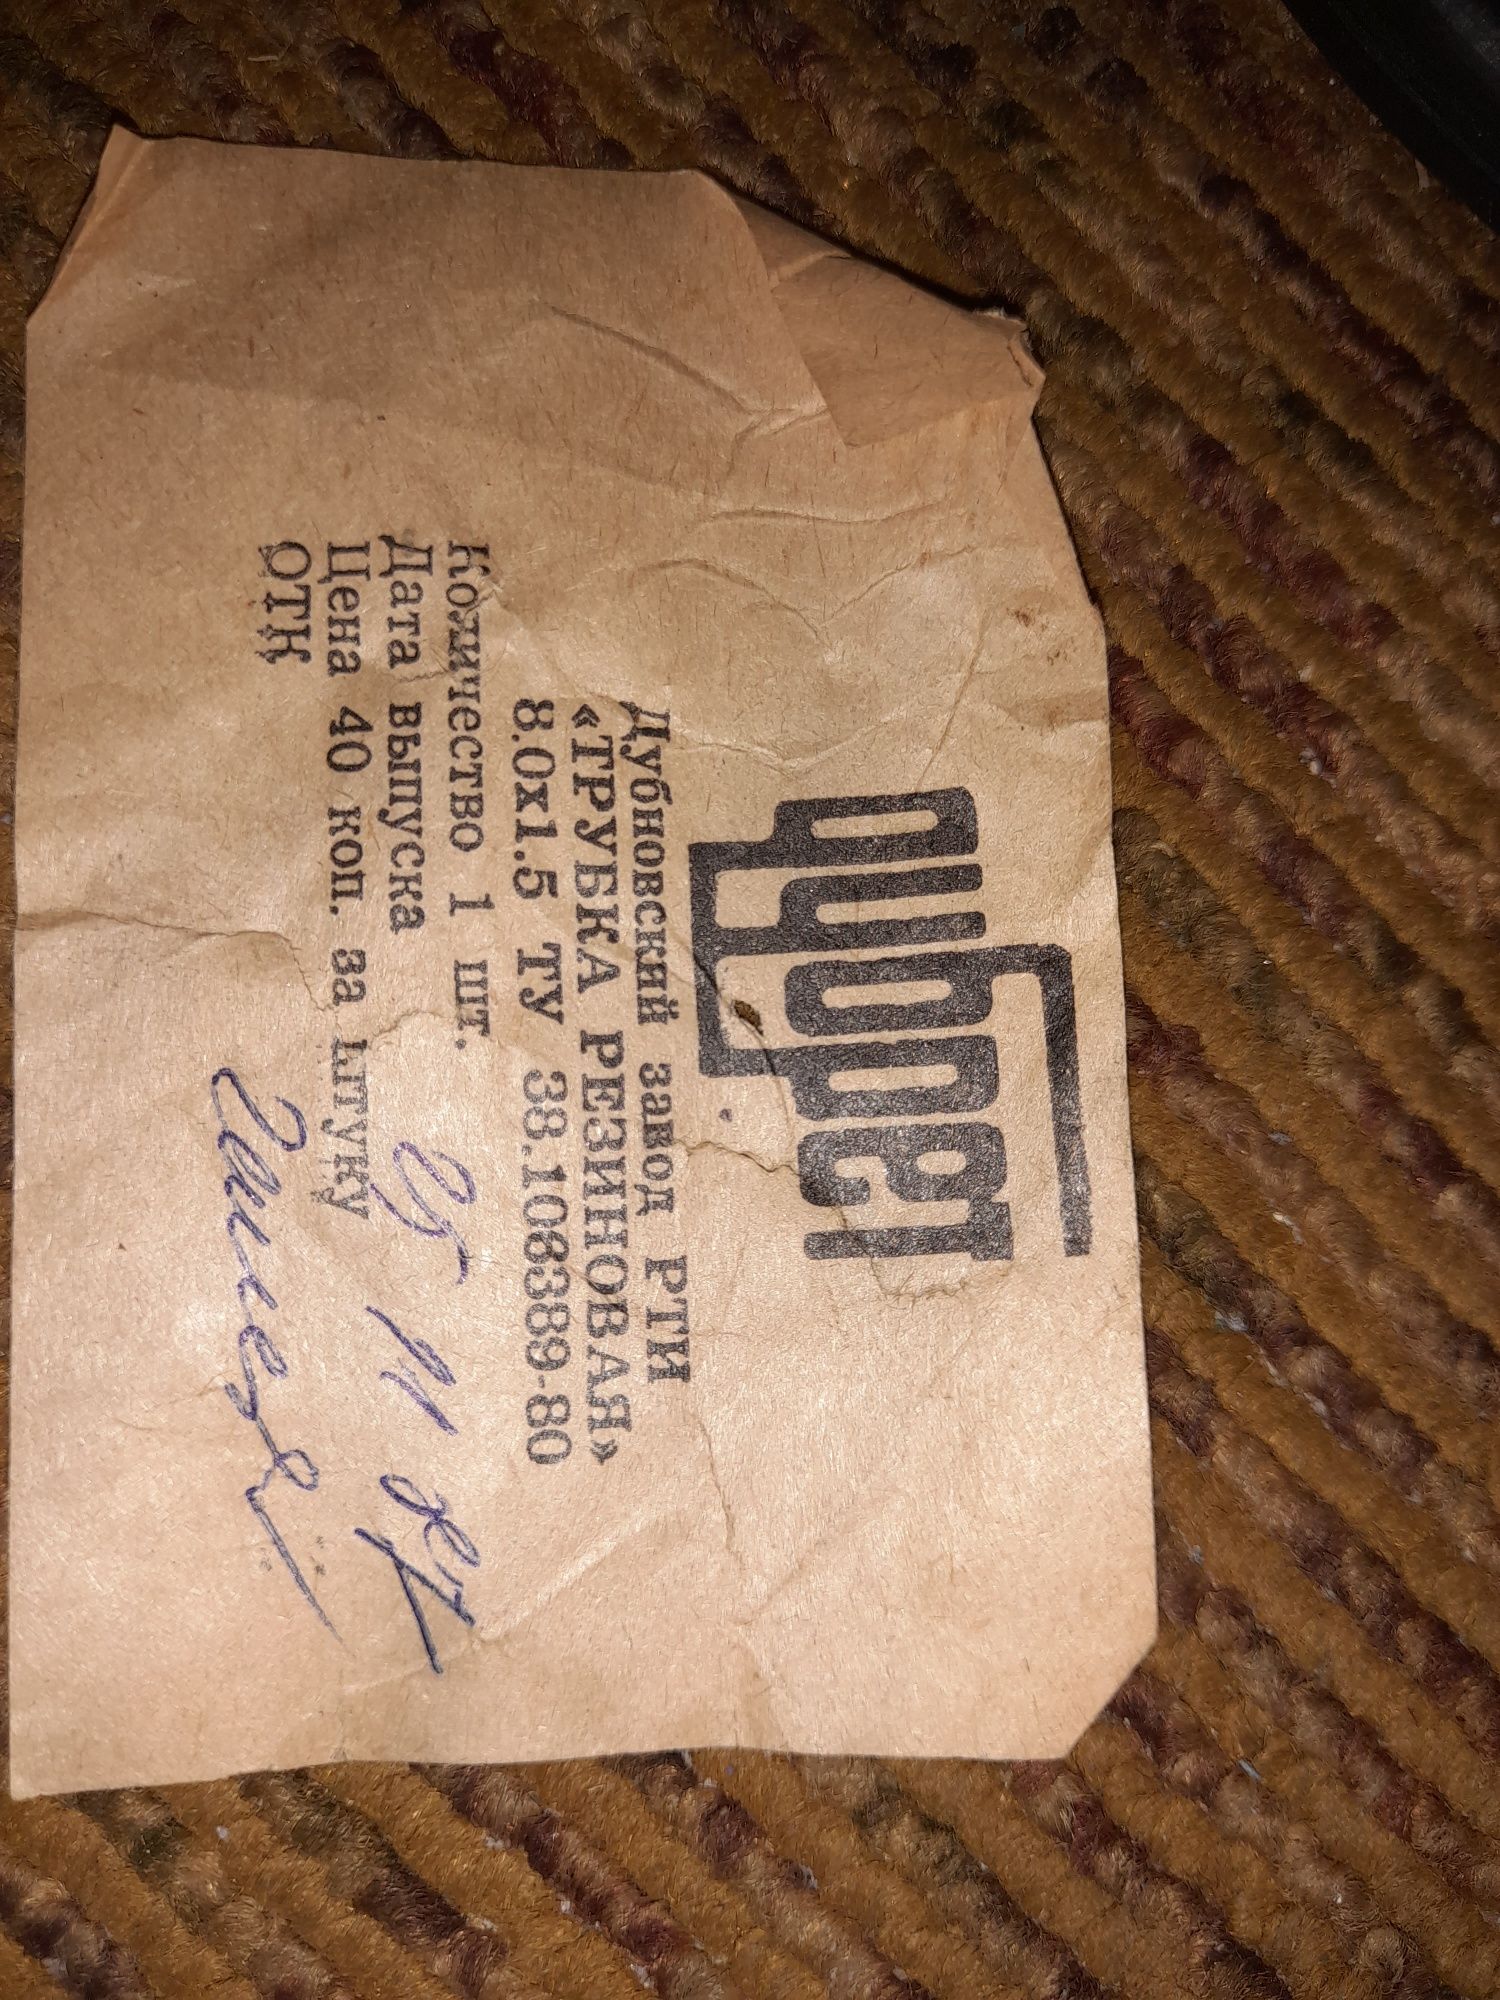 Дубновский завод РТИ
«ТРУБКА РЕЗИНОВАЯ»
8.0х1.5 ТУ 38.106389-80
Количество 1 шт.
Дата выпуска
Цена 40 коп. за штуку
ОТК